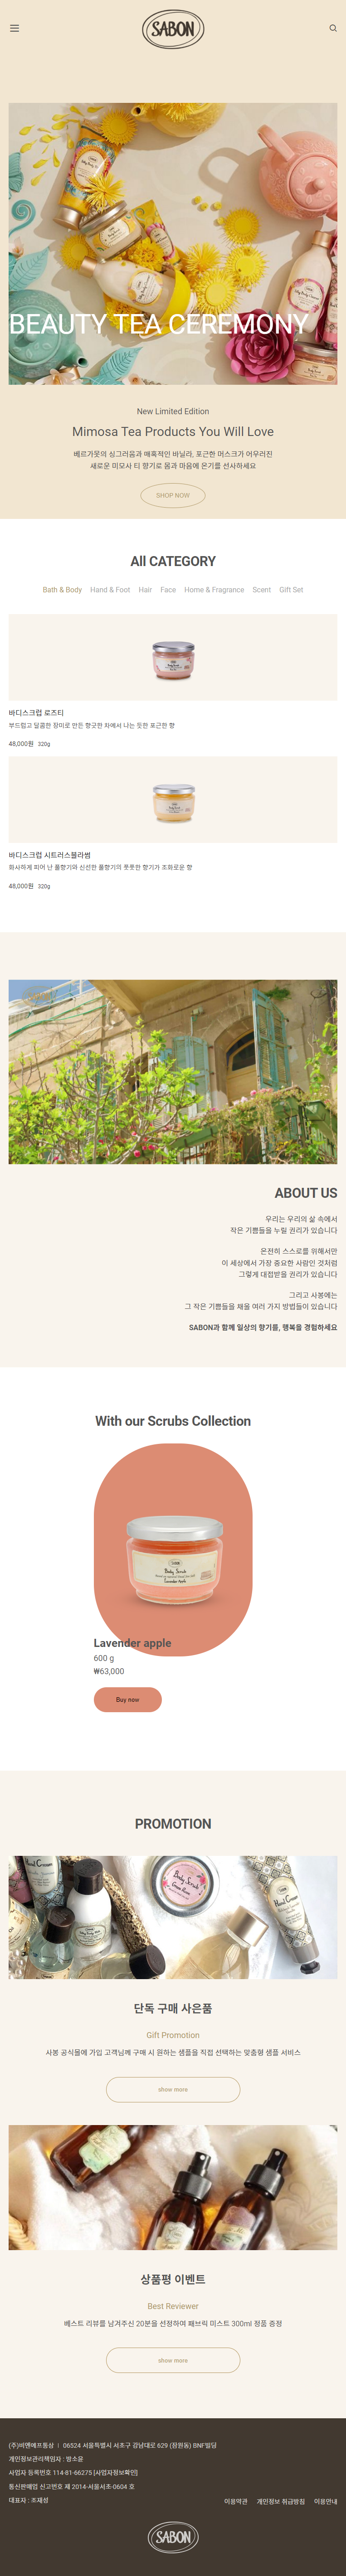 SABON
BEAUTY TEA CEREMONY
New Limited Edition
Mimosa Tea Products You Will Love
베르가못의 싱그러움과 매혹적인 바닐라, 포근한 머스크가 어우러진
새로운 미모사 티 향기로 몸과 마음에 온기를 선사하세요
SHOP NOW
All CATEGORY
Bath & Body Hand & Foot Hair Face Home & Fragrance Scent Gift Set
바디스크럽 로즈티
부드럽고 달콤한 장미로 만든 향긋한 차에서 나는 듯한 포근한 향
48,000원 320g
바디스크럽 시트러스블라썸
화사하게 피어 난 풀향기와 신선한 풀향기의 풋풋한 향기가 조화로운 향
48,000원 320g
ABOUT US
우리는 우리의 삶 속에서
작은 기쁨들을 누릴 권리가 있습니다
온전히 스스로를 위해서만
이 세상에서 가장 중요한 사람인 것처럼
그렇게 대접받을 권리가 있습니다
그리고 사봉에는
그 작은 기쁨들을 채울 여러 가지 방법들이 있습니다
SABON과 함께 일상의 향기를, 행복을 경험하세요
With our Scrubs Collection
SABON
Body Scrub
Lavender Apple
Lavender apple
600 g
₩63,000
Buy now
PROMOTION
Hand Cream
Body Scrub
Hand Cream
단독 구매 사은품
Gift Promotion
사봉 공식몰에 가입 고객님께 구매 시 원하는 샘플을 직접 선택하는 맞춤형 샘플 서비스
show more
상품평 이벤트
Best Reviewer
베스트 리뷰를 남겨주신 20분을 선정하여 패브릭 미스트 300ml 정품 증정
show more
(주)비앤에프통상 ㅣ 06524 서울특별시 서초구 강남대로 629 (잠원동) BNF빌딩
개인정보관리책임자 : 방소윤
사업자 등록번호 114-81-66275 [사업자정보확인]
통신판매업 신고번호 제 2014-서울서초-0604 호
대표자 : 조재성
이용약관 개인정보 취급방침 이용안내
SABON